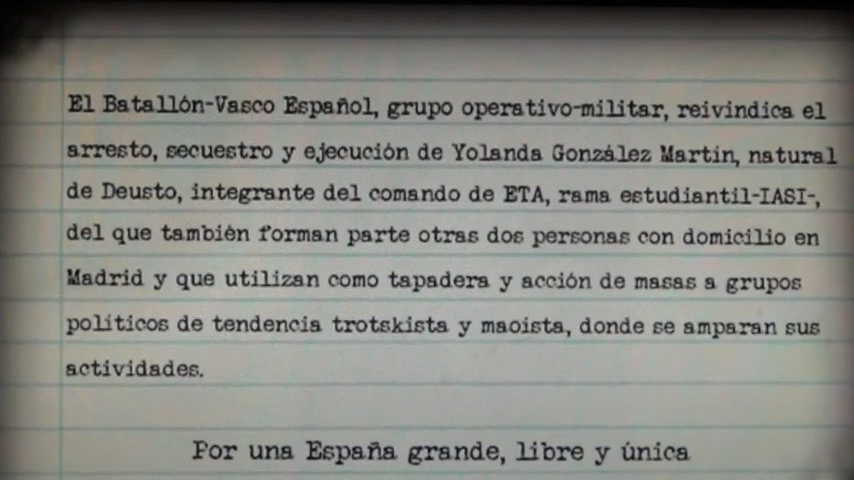 El Batallón-Vasco Español, grupo operativo-militar, reivindica el
arresto, secuestro y ejecución de Yolanda González Martín, natural
de Deusto, integrante del comando de ETA, rama estudiantil-IASI-,
del que también forman parte otras dos personas con domicilio en
Madrid y que utilizan como tapadera y acción de masas a grupos
políticos de tendencia trotskista y maoista, donde se amparan sus
actividades.
Por una España grande, libre y única